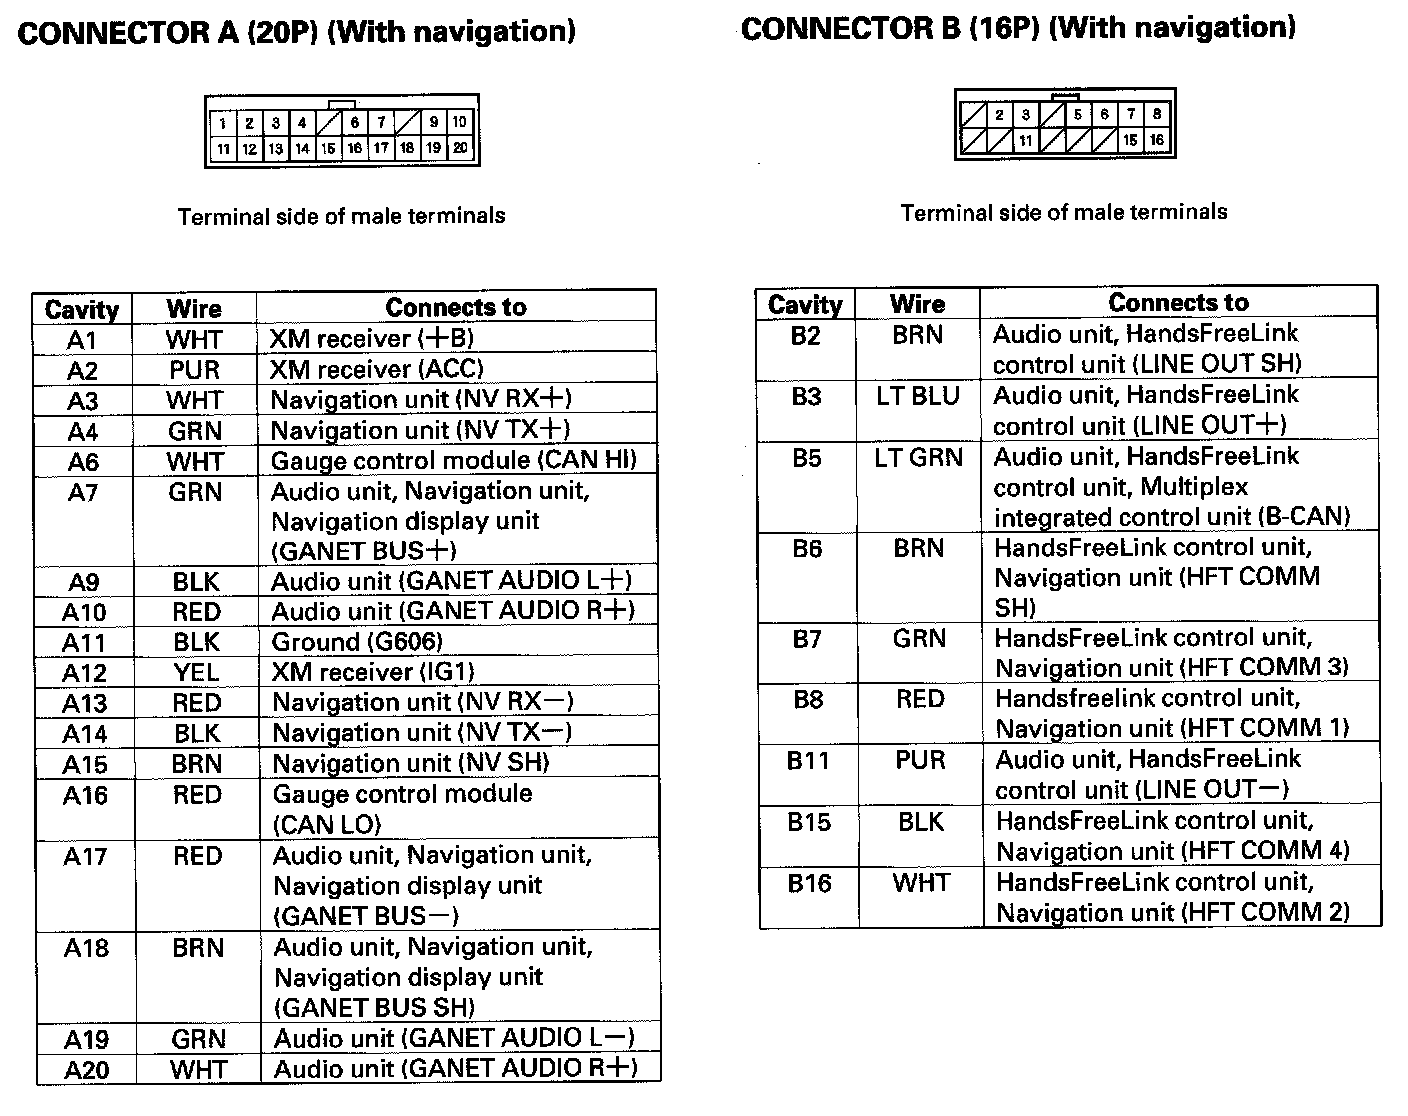 CONNECTOR A (20P) (With navigation)
1 2 3 4 6 7 9 10
11 12 13 14 15 16 17 18 19 20
Terminal side of male terminals
Cavity Wire Connects to
A1 WHT XM receiver (+B)
A2 PUR XM receiver (ACC)
A3 WHT Navigation unit (NV RX+)
A4 GRN Navigation unit (NV TX+)
A6 WHT Gauge control module (CAN HI)
A7 GRN Audio unit, Navigation unit,
Navigation display unit
(GANET BUS+)
A9 BLK Audio unit (GANET AUDIO L+)
A10 RED Audio unit (GANET AUDIO R+)
A11 BLK Ground (G606)
A12 YEL XM receiver (IG1)
A13 RED Navigation unit (NV RX−)
A14 BLK Navigation unit (NV TX−)
A15 BRN Navigation unit (NV SH)
A16 RED Gauge control module
(CAN LO)
A17 RED Audio unit, Navigation unit,
Navigation display unit
(GANET BUS−)
A18 BRN Audio unit, Navigation unit,
Navigation display unit
(GANET BUS SH)
A19 GRN Audio unit (GANET AUDIO L−)
A20 WHT Audio unit (GANET AUDIO R+)
CONNECTOR B (16P) (With navigation)
2 3 5 6 7 8
11 15 16
Terminal side of male terminals
Cavity Wire Connects to
B2 BRN Audio unit, HandsFreeLink
control unit (LINE OUT SH)
B3 LT BLU Audio unit, HandsFreeLink
control unit (LINE OUT+)
B5 LT GRN Audio unit, HandsFreeLink
control unit, Multiplex
integrated control unit (B-CAN)
B6 BRN HandsFreeLink control unit,
Navigation unit (HFT COMM
SH)
B7 GRN HandsFreeLink control unit,
Navigation unit (HFT COMM 3)
B8 RED Handsfreelink control unit,
Navigation unit (HFT COMM 1)
B11 PUR Audio unit, HandsFreeLink
control unit (LINE OUT−)
B15 BLK HandsFreeLink control unit,
Navigation unit (HFT COMM 4)
B16 WHT HandsFreeLink control unit,
Navigation unit (HFT COMM 2)